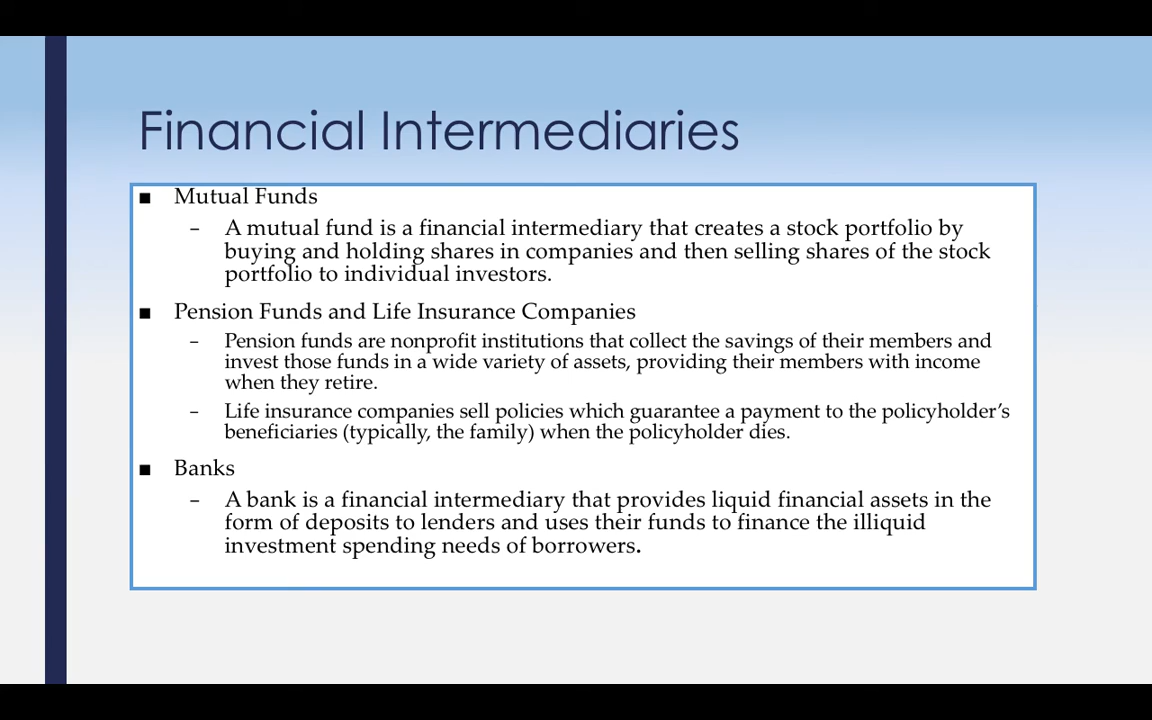 Financial Intermediaries
■ Mutual Funds
– A mutual fund is a financial intermediary that creates a stock portfolio by
buying and holding shares in companies and then selling shares of the stock
portfolio to individual investors.
■ Pension Funds and Life Insurance Companies
– Pension funds are nonprofit institutions that collect the savings of their members and
invest those funds in a wide variety of assets, providing their members with income
when they retire.
– Life insurance companies sell policies which guarantee a payment to the policyholder’s
beneficiaries (typically, the family) when the policyholder dies.
■ Banks
– A bank is a financial intermediary that provides liquid financial assets in the
form of deposits to lenders and uses their funds to finance the illiquid
investment spending needs of borrowers.